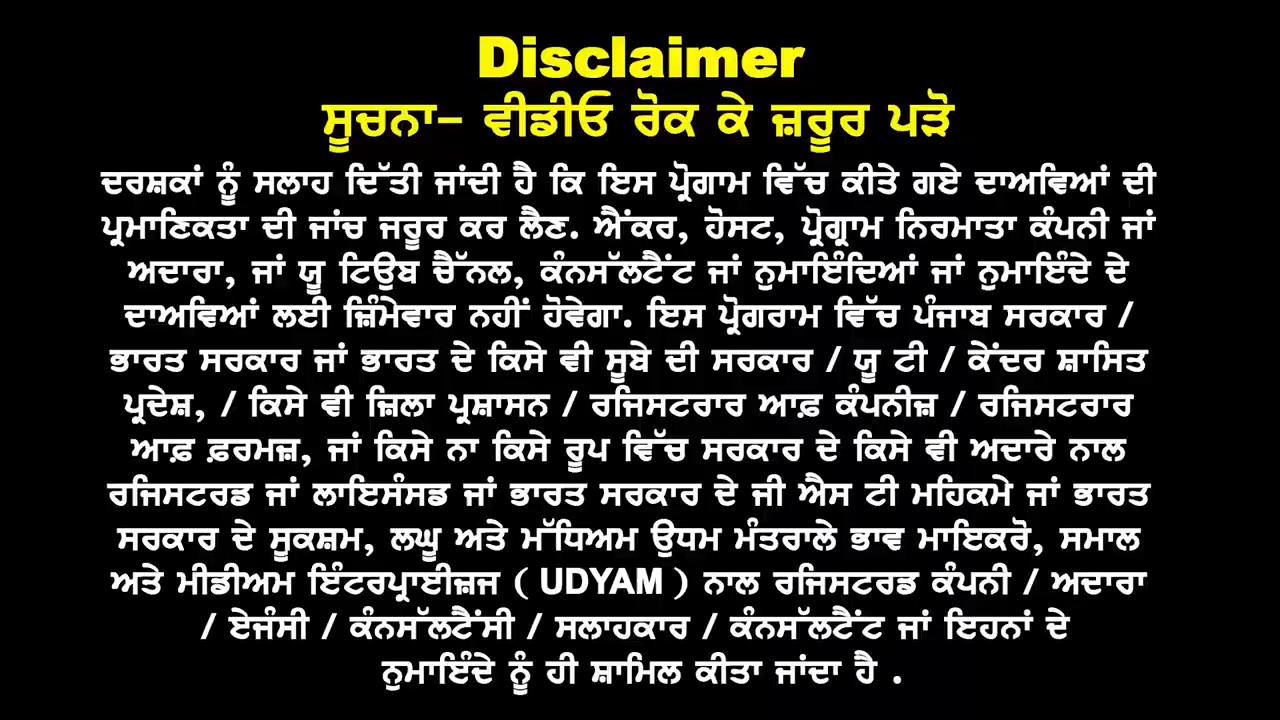 Disclaimer
ਸੂਚਨਾ- ਵੀਡੀਓ ਰੋਕ ਕੇ ਜ਼ਰੂਰ ਪੜੋ
ਦਰਸ਼ਕਾਂ ਨੂੰ ਸਲਾਹ ਦਿੱਤੀ ਜਾਂਦੀ ਹੈ ਕਿ ਇਸ ਪ੍ਰੋਗਾਮ ਵਿੱਚ ਕੀਤੇ ਗਏ ਦਾਅਵਿਆਂ ਦੀ
ਪ੍ਰਮਾਣਿਕਤਾ ਦੀ ਜਾਂਚ ਜਰੂਰ ਕਰ ਲੈਣ. ਐਂਕਰ, ਹੋਸਟ, ਪ੍ਰੋਗ੍ਰਾਮ ਨਿਰਮਾਤਾ ਕੰਪਨੀ ਜਾਂ
ਅਦਾਰਾ, ਜਾਂ ਯੂ ਟਿਊਬ ਚੈੱਨਲ, ਕੰਨਸੱਲਟੈਂਟ ਜਾਂ ਨੁਮਾਇੰਦਿਆਂ ਜਾਂ ਨੁਮਾਇੰਦੇ ਦੇ
ਦਾਅਵਿਆਂ ਲਈ ਜ਼ਿੰਮੇਵਾਰ ਨਹੀਂ ਹੋਵੇਗਾ. ਇਸ ਪ੍ਰੋਗਰਾਮ ਵਿੱਚ ਪੰਜਾਬ ਸਰਕਾਰ /
ਭਾਰਤ ਸਰਕਾਰ ਜਾਂ ਭਾਰਤ ਦੇ ਕਿਸੇ ਵੀ ਸੂਬੇ ਦੀ ਸਰਕਾਰ / ਯੂ ਟੀ / ਕੇਂਦਰ ਸ਼ਾਸਿਤ
ਪ੍ਰਦੇਸ਼, / ਕਿਸੇ ਵੀ ਜ਼ਿਲਾ ਪ੍ਰਸ਼ਾਸਨ / ਰਜਿਸਟਰਾਰ ਆਫ਼ ਕੰਪਨੀਜ਼ / ਰਜਿਸਟਰਾਰ
ਆਫ਼ ਫ਼ਰਮਜ਼, ਜਾਂ ਕਿਸੇ ਨਾ ਕਿਸੇ ਰੂਪ ਵਿੱਚ ਸਰਕਾਰ ਦੇ ਕਿਸੇ ਵੀ ਅਦਾਰੇ ਨਾਲ
ਰਜਿਸਟਰਡ ਜਾਂ ਲਾਇਸੰਸਡ ਜਾਂ ਭਾਰਤ ਸਰਕਾਰ ਦੇ ਜੀ ਐਸ ਟੀ ਮਹਿਕਮੇ ਜਾਂ ਭਾਰਤ
ਸਰਕਾਰ ਦੇ ਸੂਕਸ਼ਮ, ਲਘੂ ਅਤੇ ਮੱਧਿਅਮ ਉਧਮ ਮੰਤਰਾਲੇ ਭਾਵ ਮਾਇਕਰੋ, ਸਮਾਲ
ਅਤੇ ਮੀਡੀਅਮ ਇੰਟਰਪ੍ਰਾਈਜ਼ਜ ( UDYAM ) ਨਾਲ ਰਜਿਸਟਰਡ ਕੰਪਨੀ / ਅਦਾਰਾ
/ ਏਜੰਸੀ / ਕੰਨਸੱਲਟੈਂਸੀ / ਸਲਾਹਕਾਰ / ਕੰਨਸੱਲਟੈਂਟ ਜਾਂ ਇਹਨਾਂ ਦੇ
ਨੁਮਾਇੰਦੇ ਨੂੰ ਹੀ ਸ਼ਾਮਿਲ ਕੀਤਾ ਜਾਂਦਾ ਹੈ .